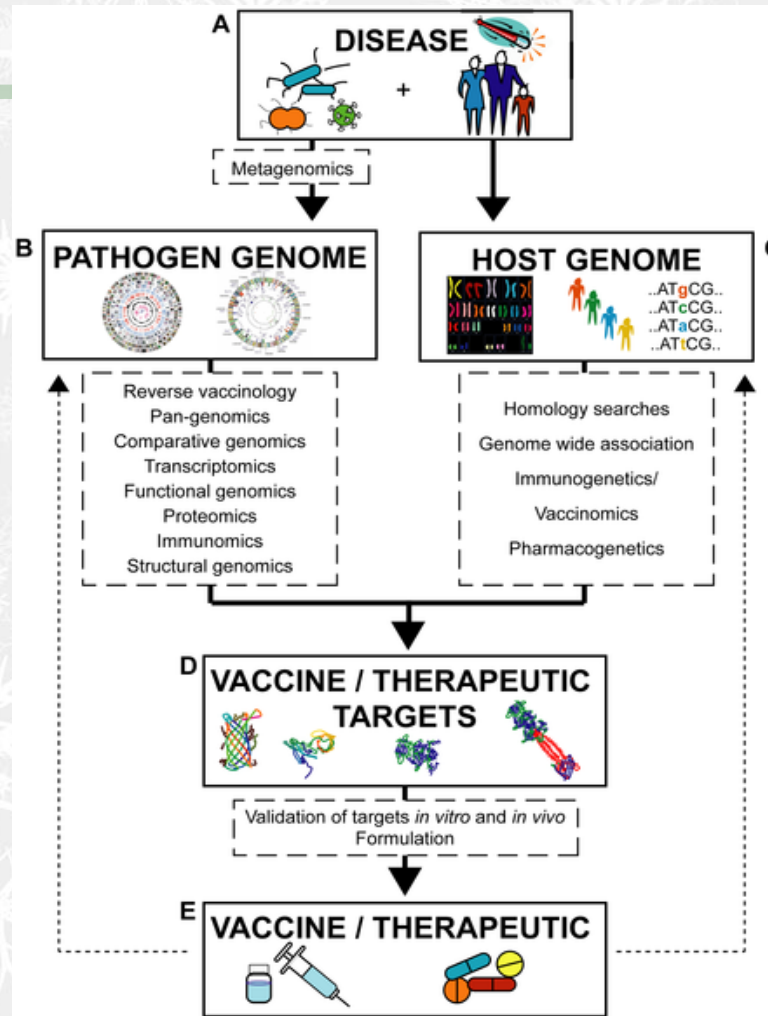 A
DISEASE
+
Metagenomics
B
PATHOGEN GENOME
HOST GENOME
..ATgCG..
..ATcCG..
..ATaCG..
..ATtCG..
Reverse vaccinology
Pan-genomics
Comparative genomics
Transcriptomics
Functional genomics
Proteomics
Immunomics
Structural genomics
Homology searches
Genome wide association
Immunogenetics/
Vaccinomics
Pharmacogenetics
D
VACCINE / THERAPEUTIC
TARGETS
Validation of targets in vitro and in vivo
Formulation
E
VACCINE / THERAPEUTIC